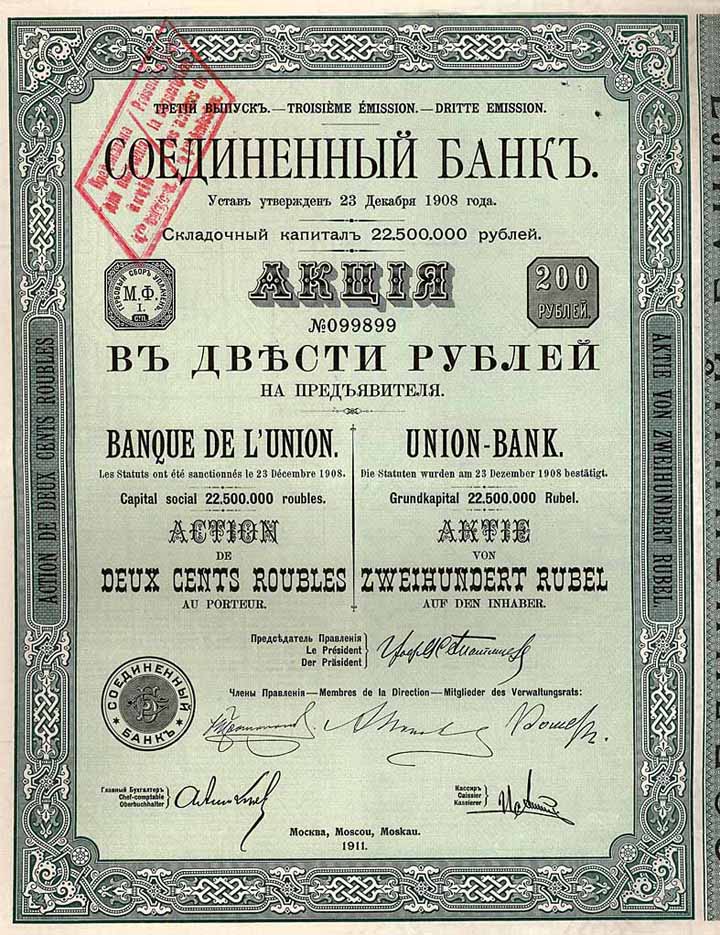 ТРЕТІЙ ВЫПУСКЪ.—TROISIÈME ÉMISSION.—DRITTE EMISSION.
СОЕДИНЕННЫЙ БАНКЪ.
Уставъ утвержденъ 23 Декабря 1908 года.
Складочный капиталъ 22.500.000 рублей.
АКЦІЯ
ГЕРБОВЫЙ СБОРЪ УПЛАЧЕНЪ
М.Ф.
I.
СТП.
200
РУБЛЕЙ.
№099899
ВЪ ДВѢСТИ РУБЛЕЙ
НА ПРЕДЪЯВИТЕЛЯ.
BANQUE DE L'UNION.
Les Statuts ont été sanctionnés le 23 Décembre 1908.
Capital social 22.500.000 roubles.
ACTION
DE
DEUX CENTS ROUBLES
AU PORTEUR.
UNION-BANK.
Die Statuten wurden am 23 Dezember 1908 bestätigt.
Grundkapital 22.500.000 Rubel.
AKTIE
VON
ZWEIHUNDERT RUBEL
AUF DEN INHABER.
ACTION DE DEUX CENTS ROUBLES
AKTIE VON ZWEIHUNDERT RUBEL.
Предсѣдатель Правленія
Le Président
Der Präsident
СОЕДИНЕННЫЙ
БАНКЪ
Члены Правленія—Membres de la Direction—Mitglieder des Verwaltungsrats:
Главный Бухгалтеръ
Chef-comptable
Oberbuchhalter
Кассиръ
Caissier
Kassierer
Москва, Moscou, Moskau.
1911.